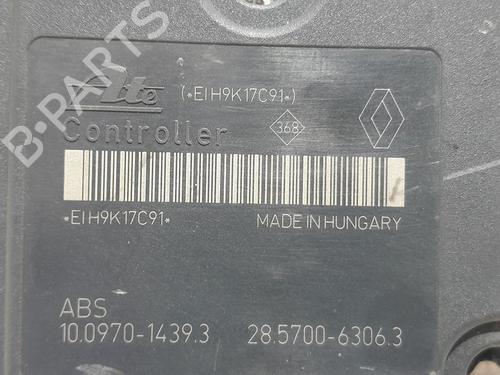 B-PARTS
Ate (*EIH9K17C91*)
Controller 368
*EIH9K17C91*
MADE IN HUNGARY
ABS
10.0970-1439.3 28.5700-6306.3